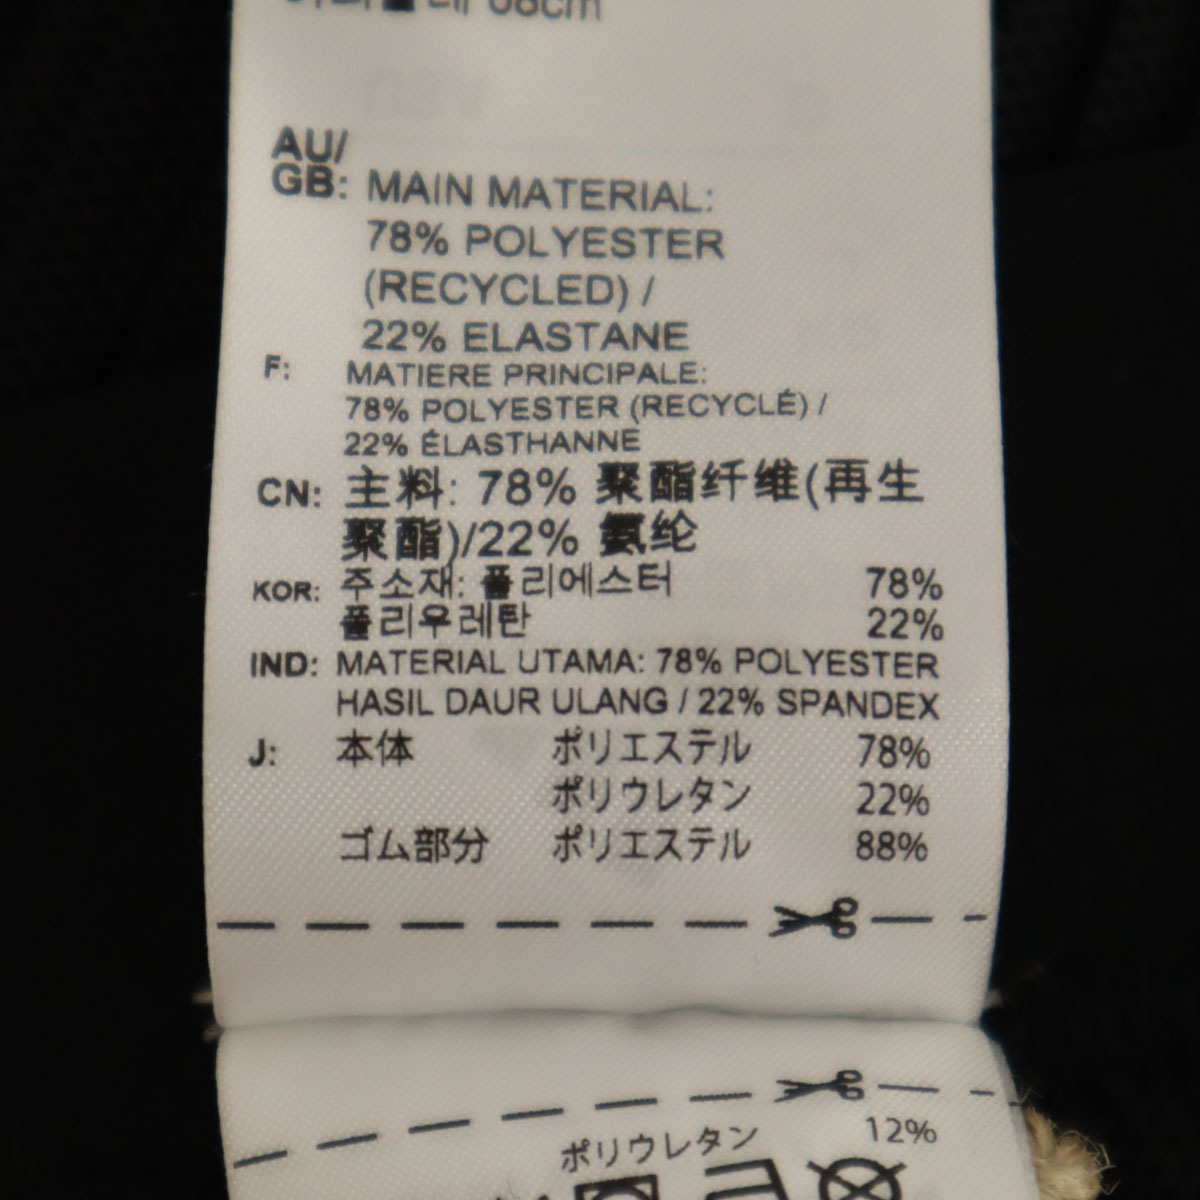 68cm
AU/
GB: MAIN MATERIAL:
78% POLYESTER
(RECYCLED) /
22% ELASTANE
F: MATIERE PRINCIPALE:
78% POLYESTER (RECYCLÉ) /
22% ÉLASTHANNE
CN: 主料: 78% 聚酯纤维(再生
聚酯)/22% 氨纶
KOR: 주소재: 폴리에스터 78%
폴리우레탄 22%
IND: MATERIAL UTAMA: 78% POLYESTER
HASIL DAUR ULANG / 22% SPANDEX
J: 本体 ポリエステル 78%
ポリウレタン 22%
ゴム部分 ポリエステル 88%
ポリウレタン 12%